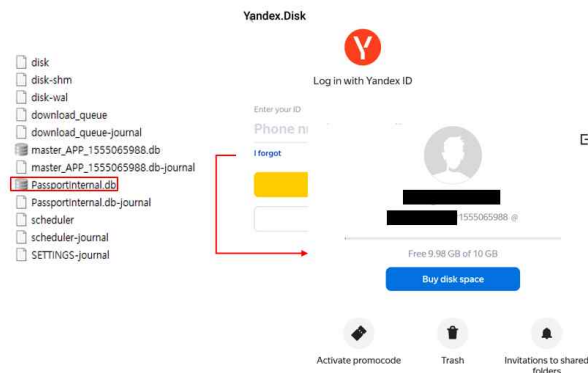 Yandex.Disk
disk
disk-shm
disk-wal
download_queue
download_queue-journal
master_APP_1555065988.db
master_APP_1555065988.db-journal
PassportInternal.db
PassportInternal.db-journal
scheduler
scheduler-journal
SETTINGS-journal
Y
Log in with Yandex ID
Enter your ID
Phone
I forgot
1555065988 @
Free 9.98 GB of 10 GB
Buy disk space
Activate promocode
Trash
Invitations to shared
folders